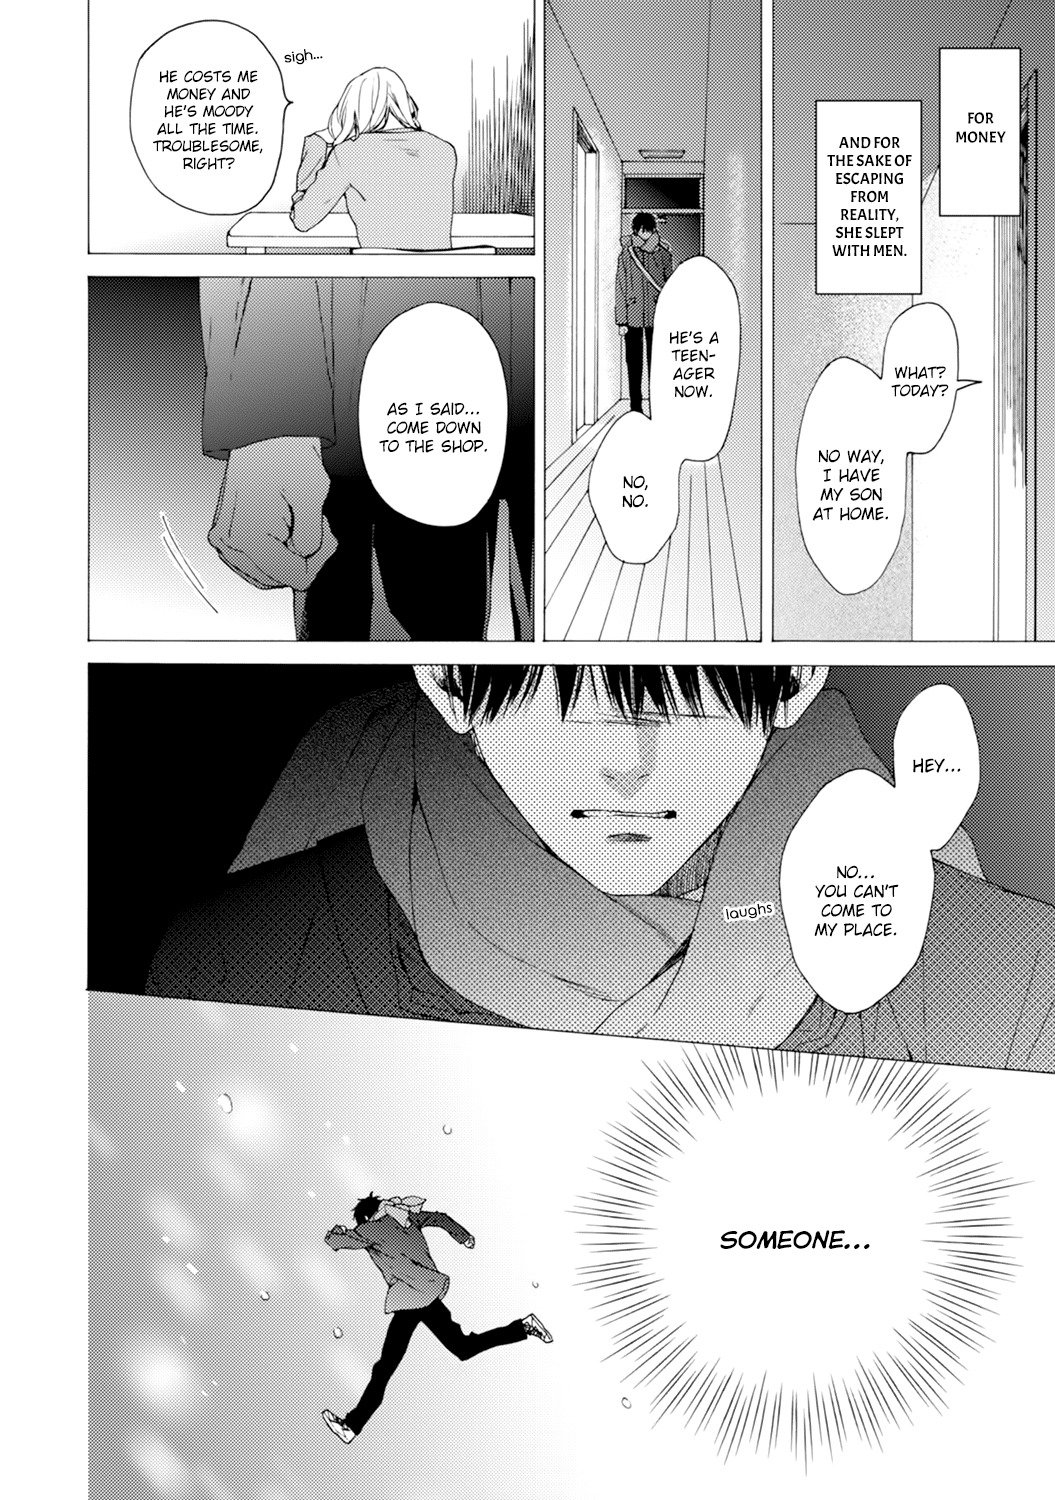 FOR
MONEY
AND FOR
THE SAKE OF
ESCAPING
FROM
REALITY,
SHE SLEPT
WITH MEN.
WHAT?
TODAY?
NO WAY,
I HAVE
MY SON
AT HOME.
HE'S A
TEEN-
AGER
NOW.
NO,
NO.
sigh...
HE COSTS ME
MONEY AND
HE'S MOODY
ALL THE TIME.
TROUBLESOME,
RIGHT?
AS I SAID...
COME DOWN
TO THE SHOP.
HEY...
NO...
YOU CAN'T
COME TO
MY PLACE.
laughs
SOMEONE...